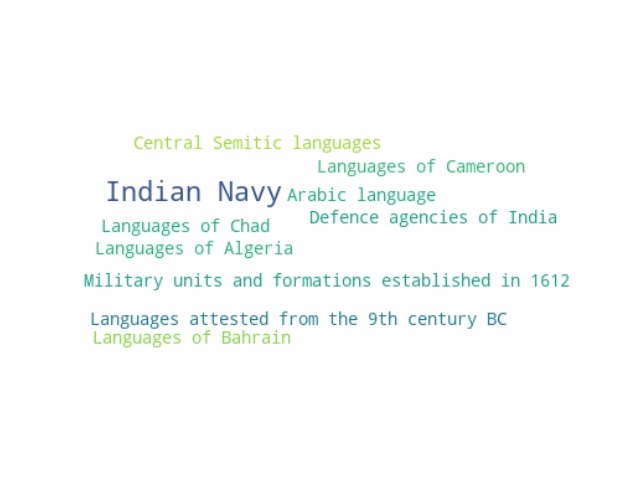 Central Semitic languages
Languages of Cameroon
Indian Navy
Arabic language
Defence agencies of India
Languages of Chad
Languages of Algeria
Military units and formations established in 1612
Languages attested from the 9th century BC
Languages of Bahrain